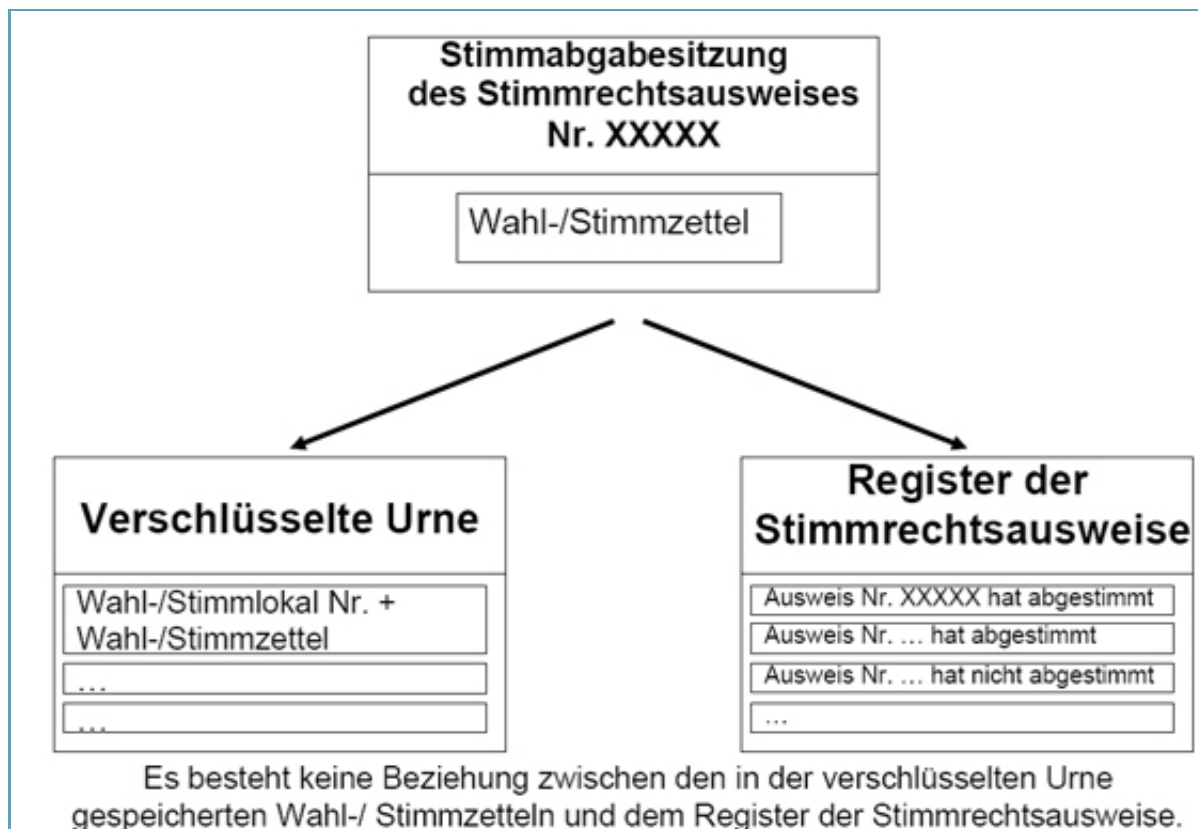 Stimmabgabesitzung
des Stimmrechtsausweises
Nr. XXXXX
Wahl-/Stimmzettel
Verschlüsselte Urne
Wahl-/Stimmlokal Nr. +
Wahl-/Stimmzettel
...
...
Register der
Stimmrechtsausweise
Ausweis Nr. XXXXX hat abgestimmt
Ausweis Nr. ... hat abgestimmt
Ausweis Nr. ... hat nicht abgestimmt
...
Es besteht keine Beziehung zwischen den in der verschlüsselten Urne
gespeicherten Wahl-/ Stimmzetteln und dem Register der Stimmrechtsausweise.